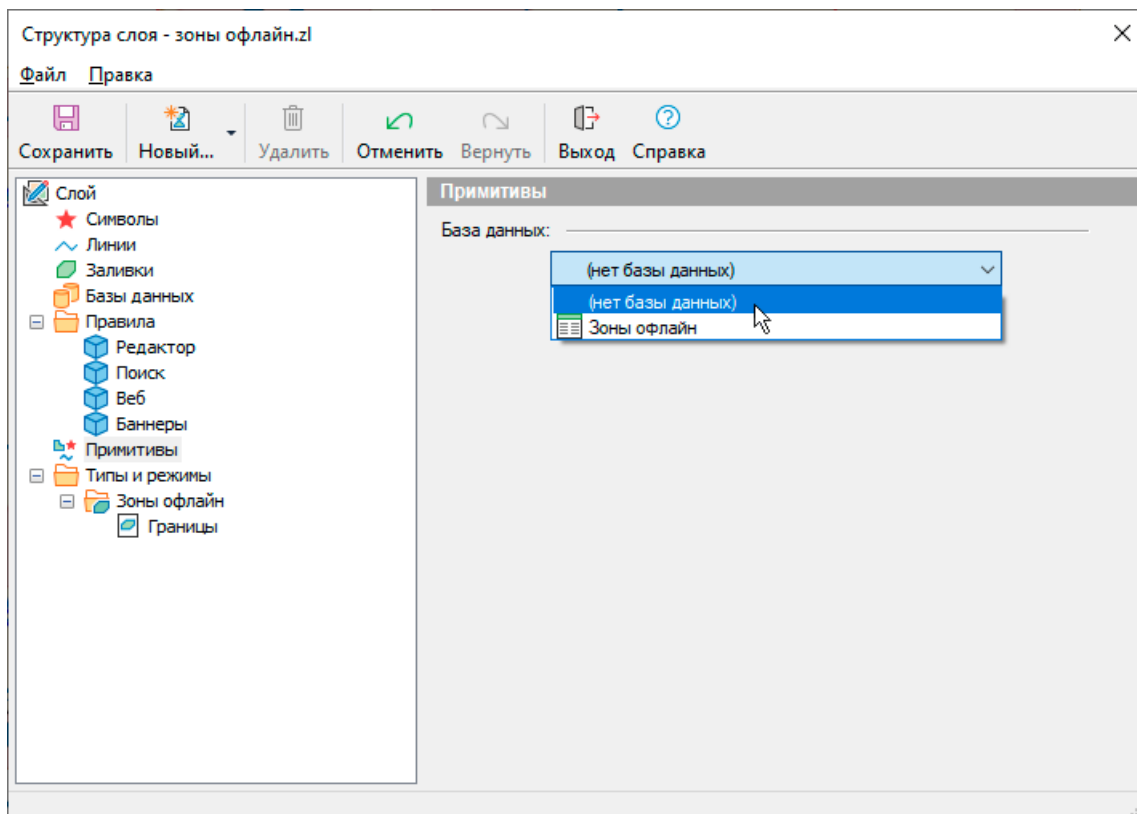 Структура слоя - зоны офлайн.zl
Файл Правка
Сохранить Новый... Удалить Отменить Вернуть Выход Справка
Слой
Символы
Линии
Заливки
Базы данных
Правила
Редактор
Поиск
Веб
Баннеры
Примитивы
Типы и режимы
Зоны офлайн
Границы
Примитивы
База данных:
(нет базы данных)
(нет базы данных)
Зоны офлайн